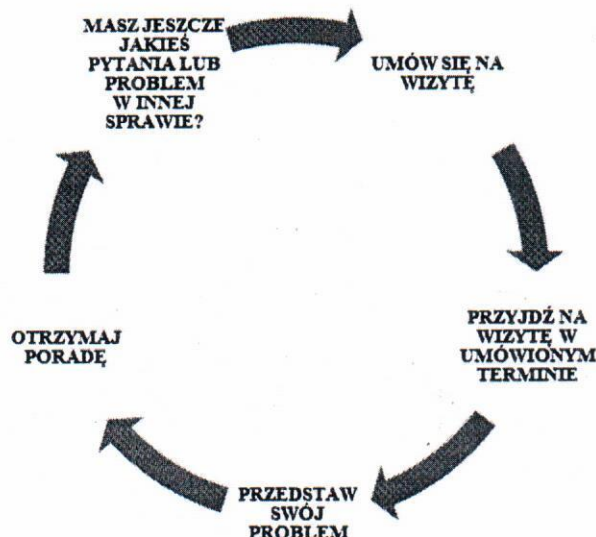 MASZ JESZCZE
JAKIEŚ
PYTANIA LUB
PROBLEM
W INNEJ
SPRAWIE?
UMÓW SIĘ NA
WIZYTĘ
PRZYJDŹ NA
WIZYTĘ W
UMÓWIONYM
TERMINIE
PRZEDSTAW
SWÓJ
PROBLEM
OTRZYMAJ
PORADĘ